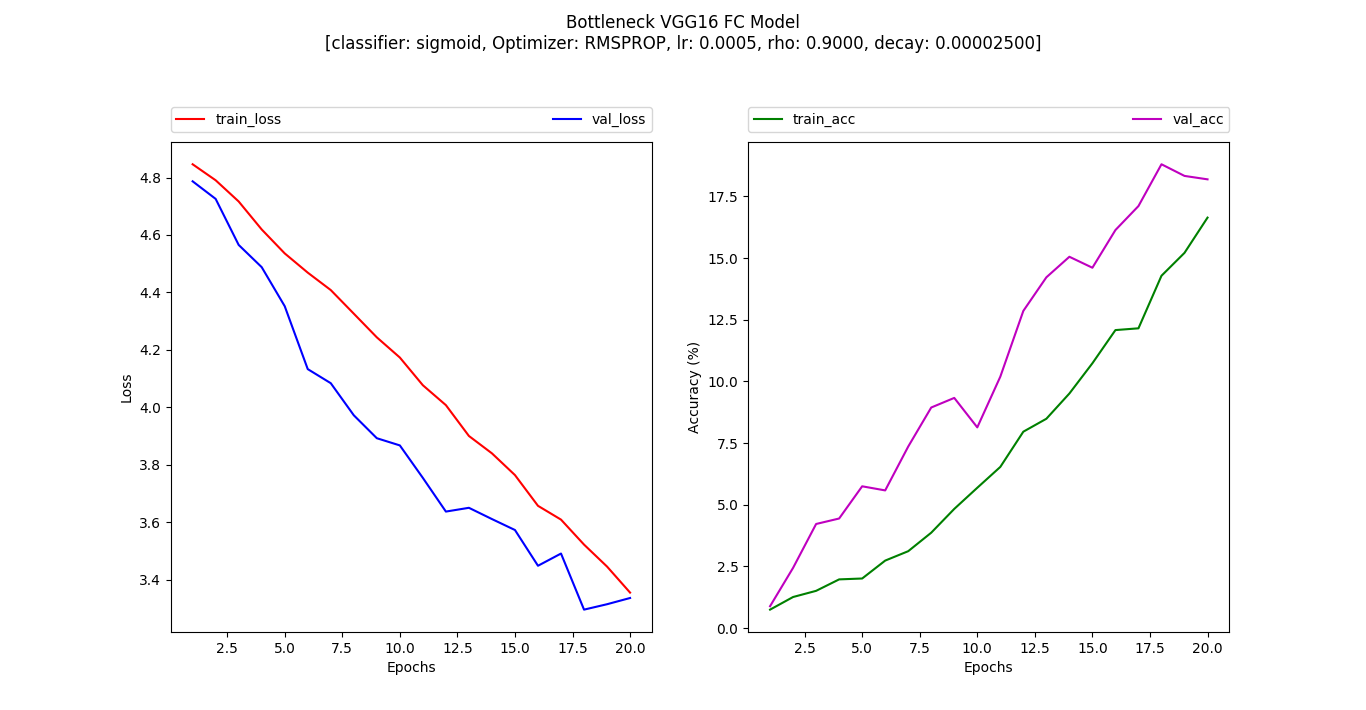 Bottleneck VGG16 FC Model
[classifier: sigmoid, Optimizer: RMSPROP, lr: 0.0005, rho: 0.9000, decay: 0.00002500]
train_loss val_loss
4.8
4.6
4.4
4.2
4.0
3.8
3.6
3.4
Loss
2.5 5.0 7.5 10.0 12.5 15.0 17.5 20.0
Epochs
train_acc val_acc
17.5
15.0
12.5
10.0
7.5
5.0
2.5
0.0
Accuracy (%)
2.5 5.0 7.5 10.0 12.5 15.0 17.5 20.0
Epochs